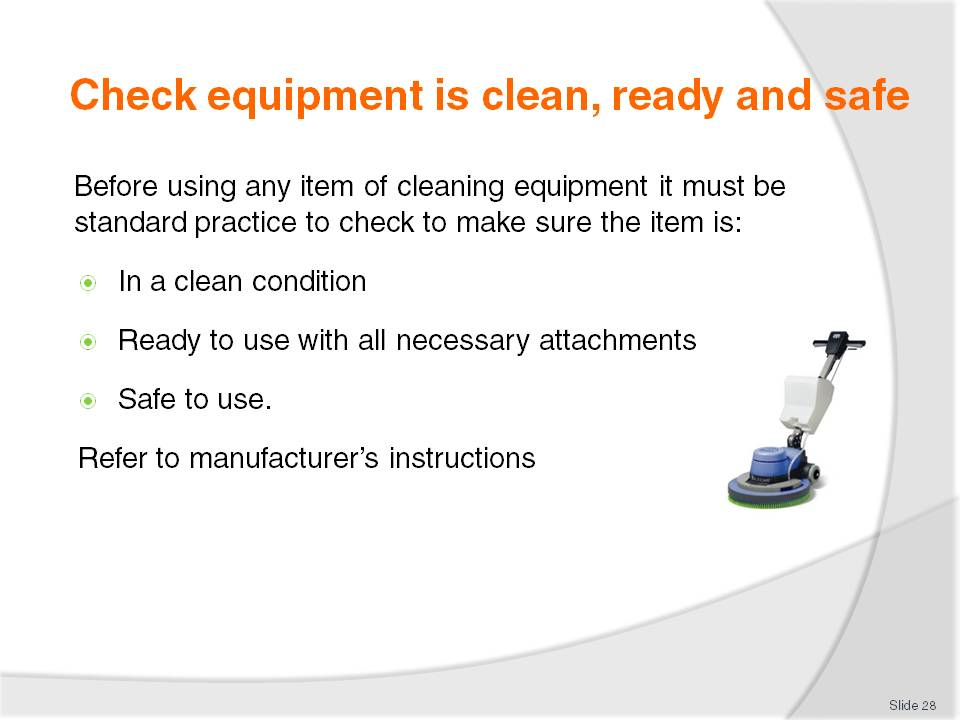 Check equipment is clean, ready and safe
Before using any item of cleaning equipment it must be
standard practice to check to make sure the item is:
In a clean condition
Ready to use with all necessary attachments
Safe to use.
Refer to manufacturer’s instructions
Slide 28